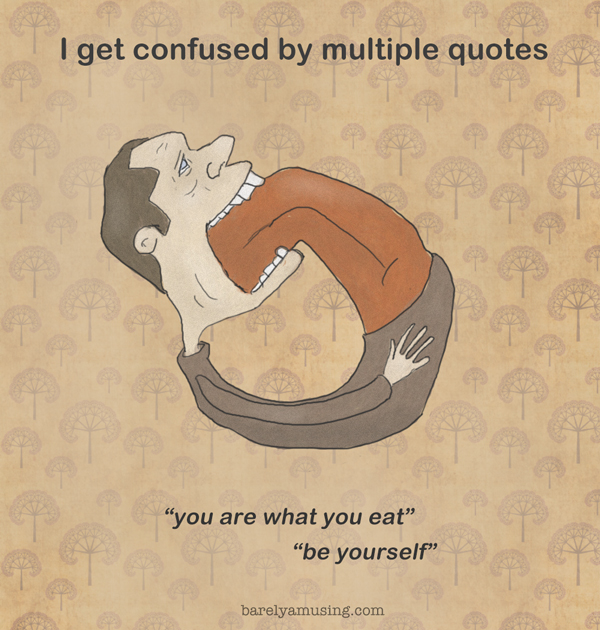 I get confused by multiple quotes
“you are what you eat”
“be yourself”
barelyamusing.com